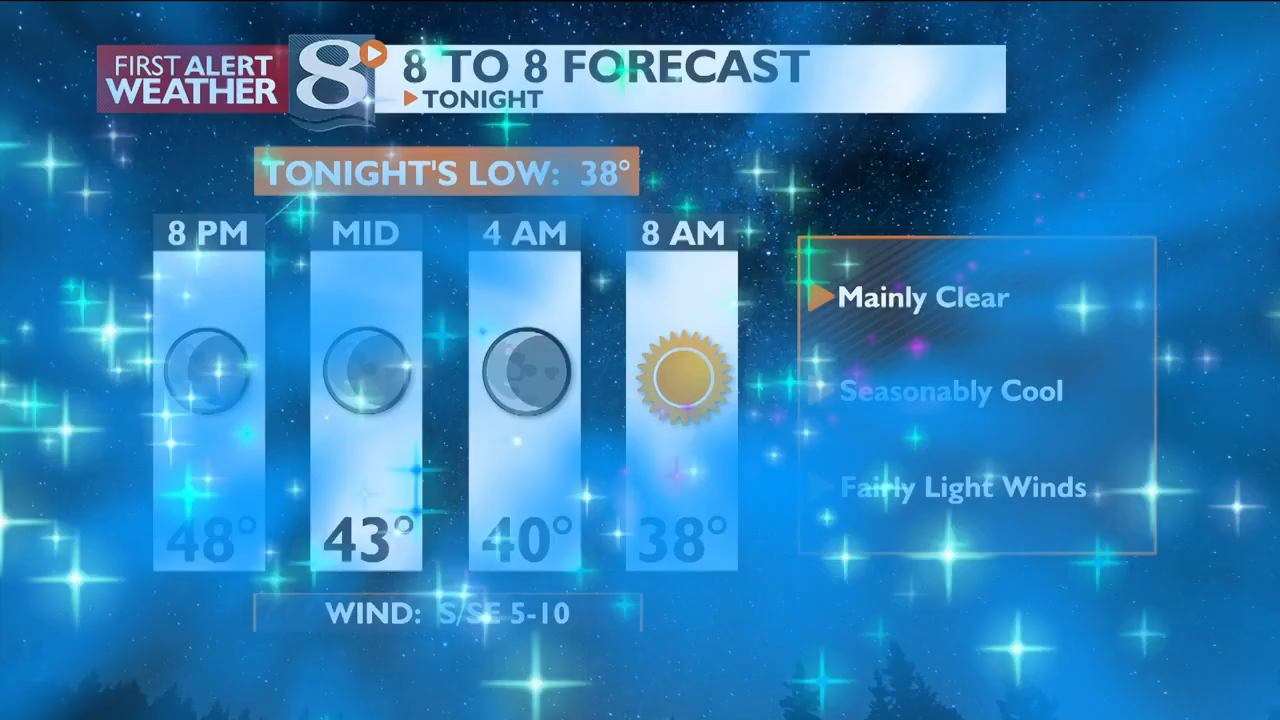 FIRST ALERT
WEATHER
8
8 TO 8 FORECAST
TONIGHT
TONIGHT'S LOW: 38°
8 PM MID 4 AM 8 AM
48° 43° 40° 38°
WIND: S/SE 5-10
Mainly Clear
Seasonably Cool
Fairly Light Winds